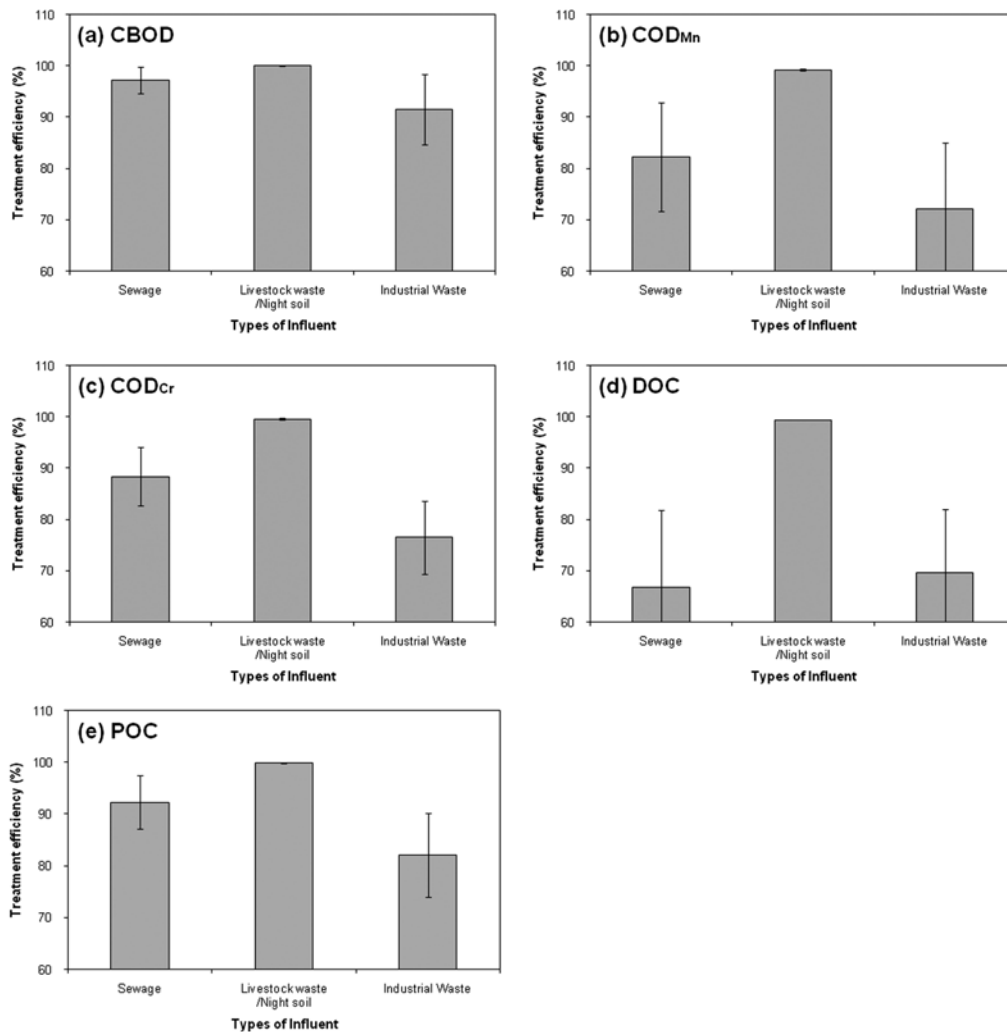 (a) CBOD
Treatment efficiency (%)
110
100
90
80
70
60
Sewage
Livestock waste
/Night soil
Industrial Waste
Types of Influent
(b) CODMn
Treatment efficiency (%)
110
100
90
80
70
60
Sewage
Livestock waste
/Night soil
Industrial Waste
Types of Influent
(c) CODCr
Treatment efficiency (%)
110
100
90
80
70
60
Sewage
Livestock waste
/Night soil
Industrial Waste
Types of Influent
(d) DOC
Treatment efficiency (%)
110
100
90
80
70
60
Sewage
Livestock waste
/Night soil
Industrial Waste
Types of Influent
(e) POC
Treatment efficiency (%)
110
100
90
80
70
60
Sewage
Livestock waste
/Night soil
Industrial Waste
Types of Influent